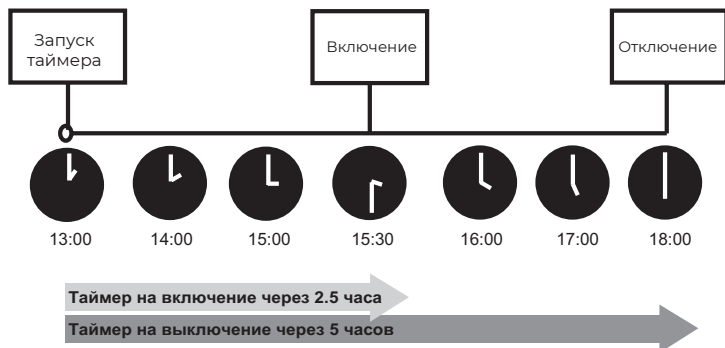 Запуск
таймера
Включение
Отключение
13:00
14:00
15:00
15:30
16:00
17:00
18:00
Таймер на включение через 2.5 часа
Таймер на выключение через 5 часов